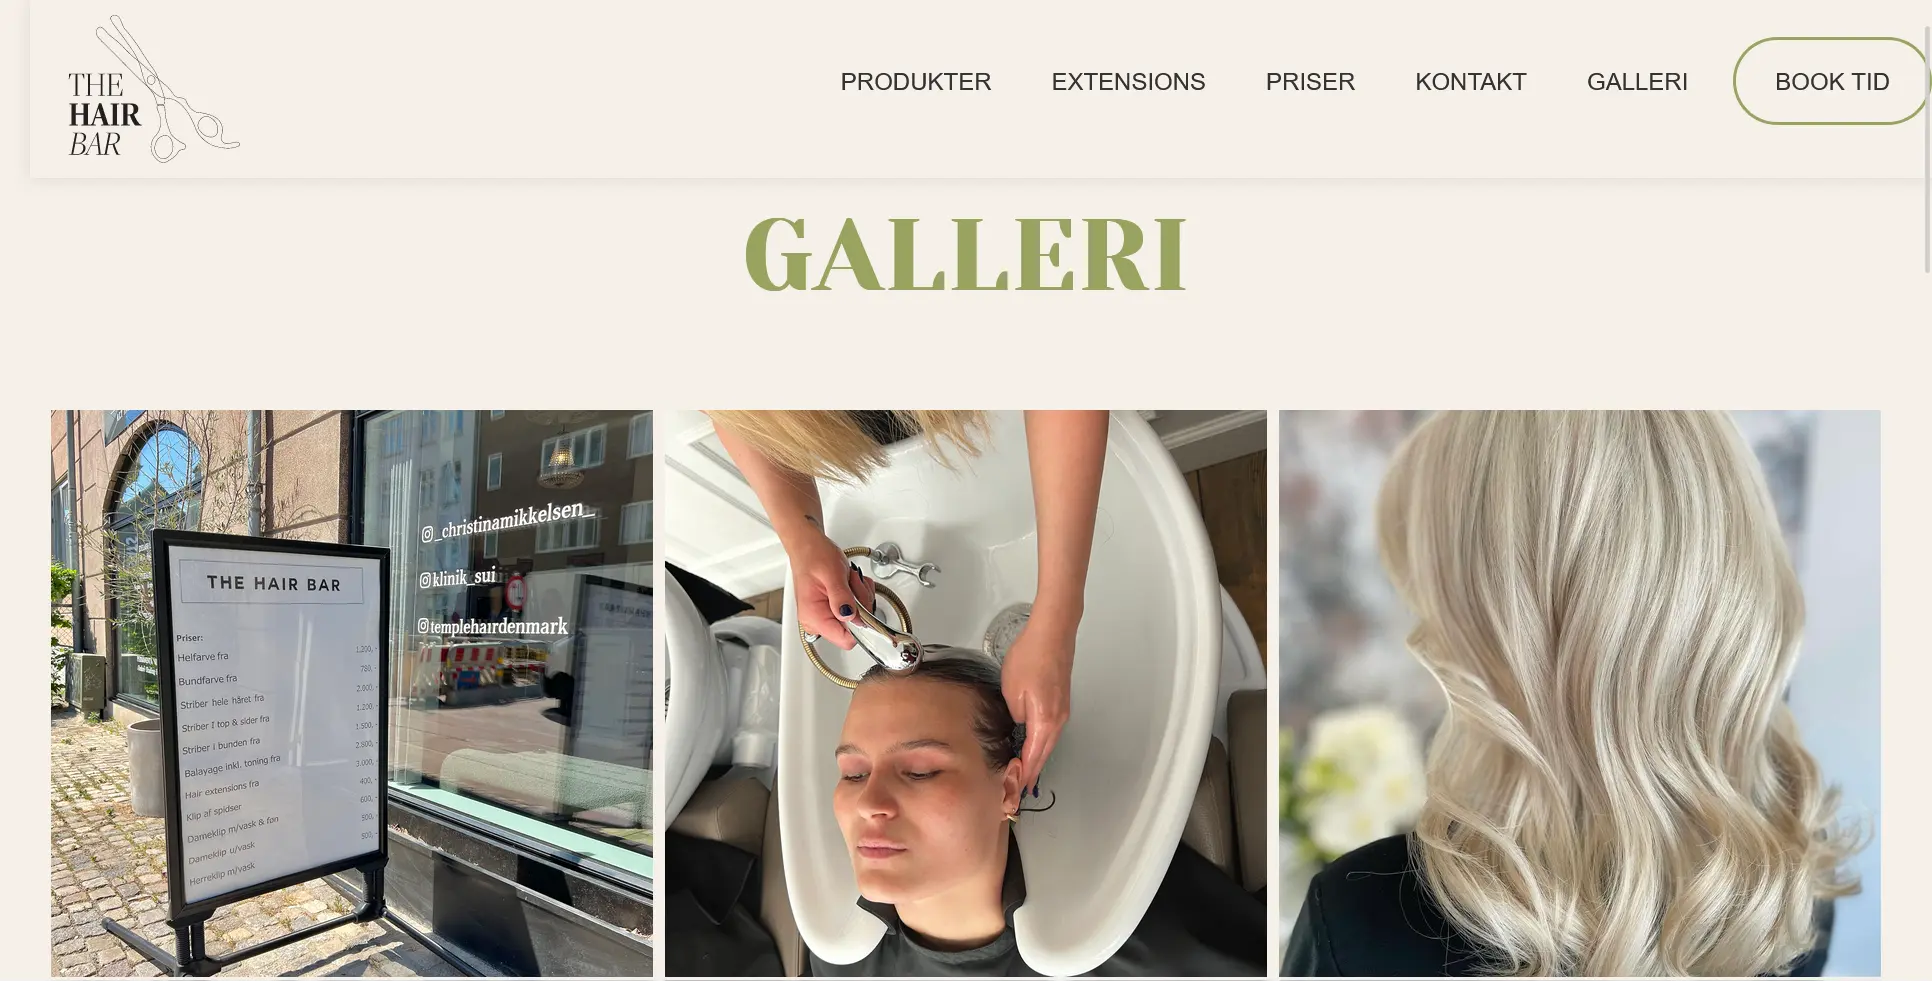 THE
HAIR
BAR
PRODUKTER
EXTENSIONS
PRISER
KONTAKT
GALLERI
BOOK TID
GALLERI
_christinamikkelsen_
klinik_sui
templehairdenmark
THE HAIR BAR
Priser:
Helfarve fra 1.200,-
Bundfarve fra 780,-
Striber hele håret fra 2.000,-
Striber I top & sider fra 1.200,-
Striber i bunden fra 1.500,-
Balayage inkl. toning fra 2.800,-
Hair extensions fra 3.000,-
Klip af spidser 400,-
Dameklip m/vask & føn 600,-
Dameklip u/vask 500,-
Herreklip m/vask 500,-